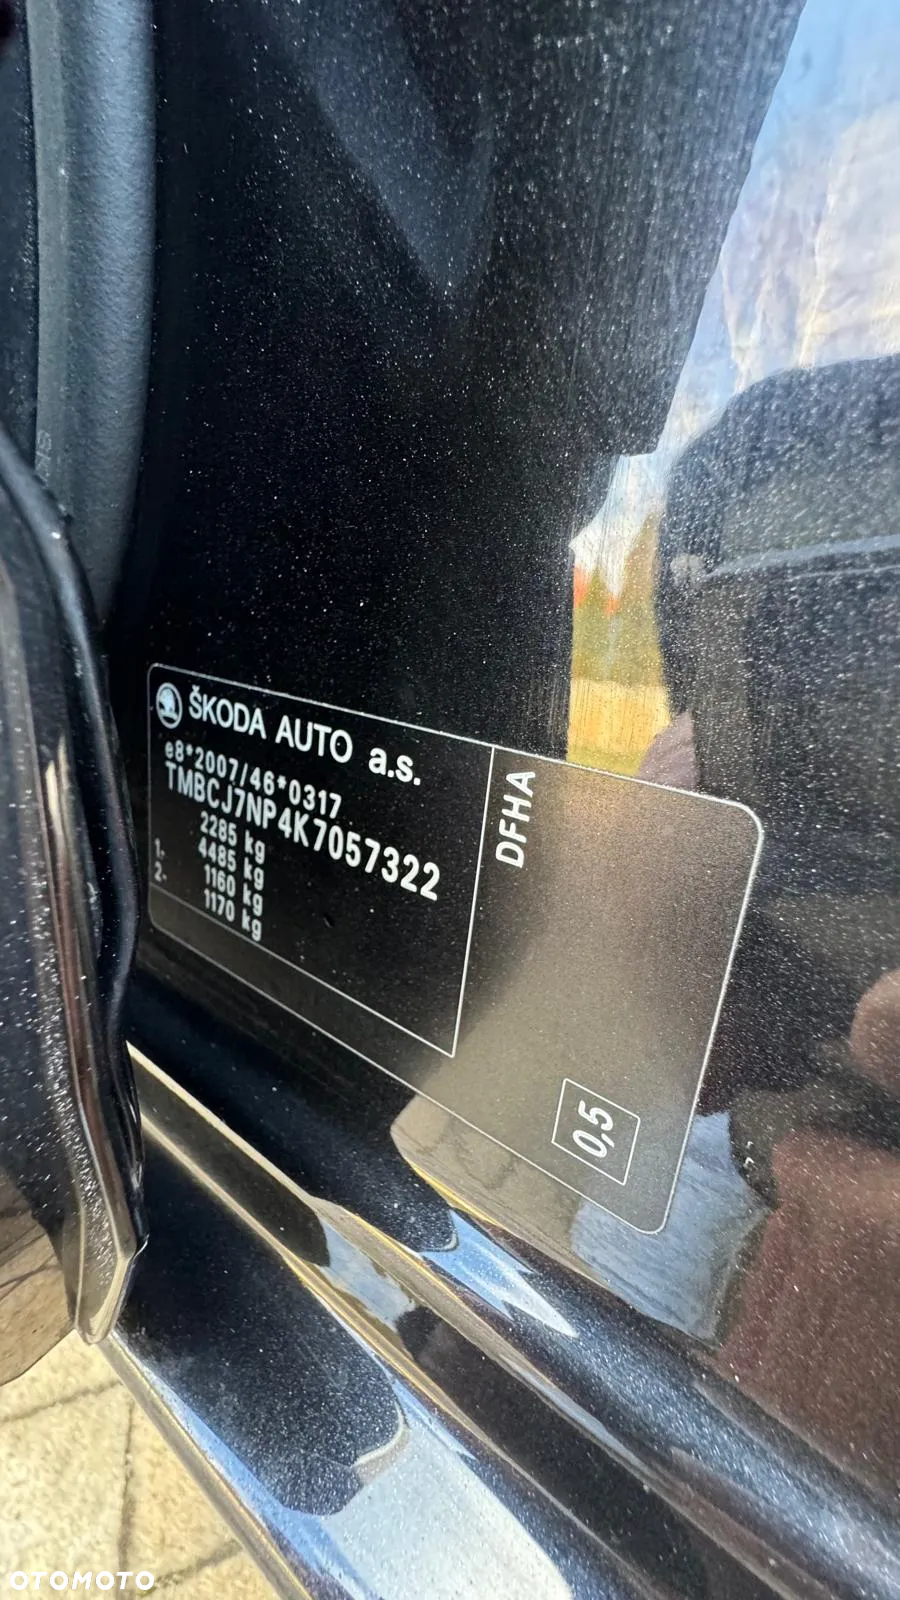 ŠKODA AUTO a.s.
e8*2007/46*0317
TMBCJ7NP4K7057322
2285 kg
4485 kg
1- 1160 kg
2- 1170 kg
DFHA
0,5
OTOMOTO